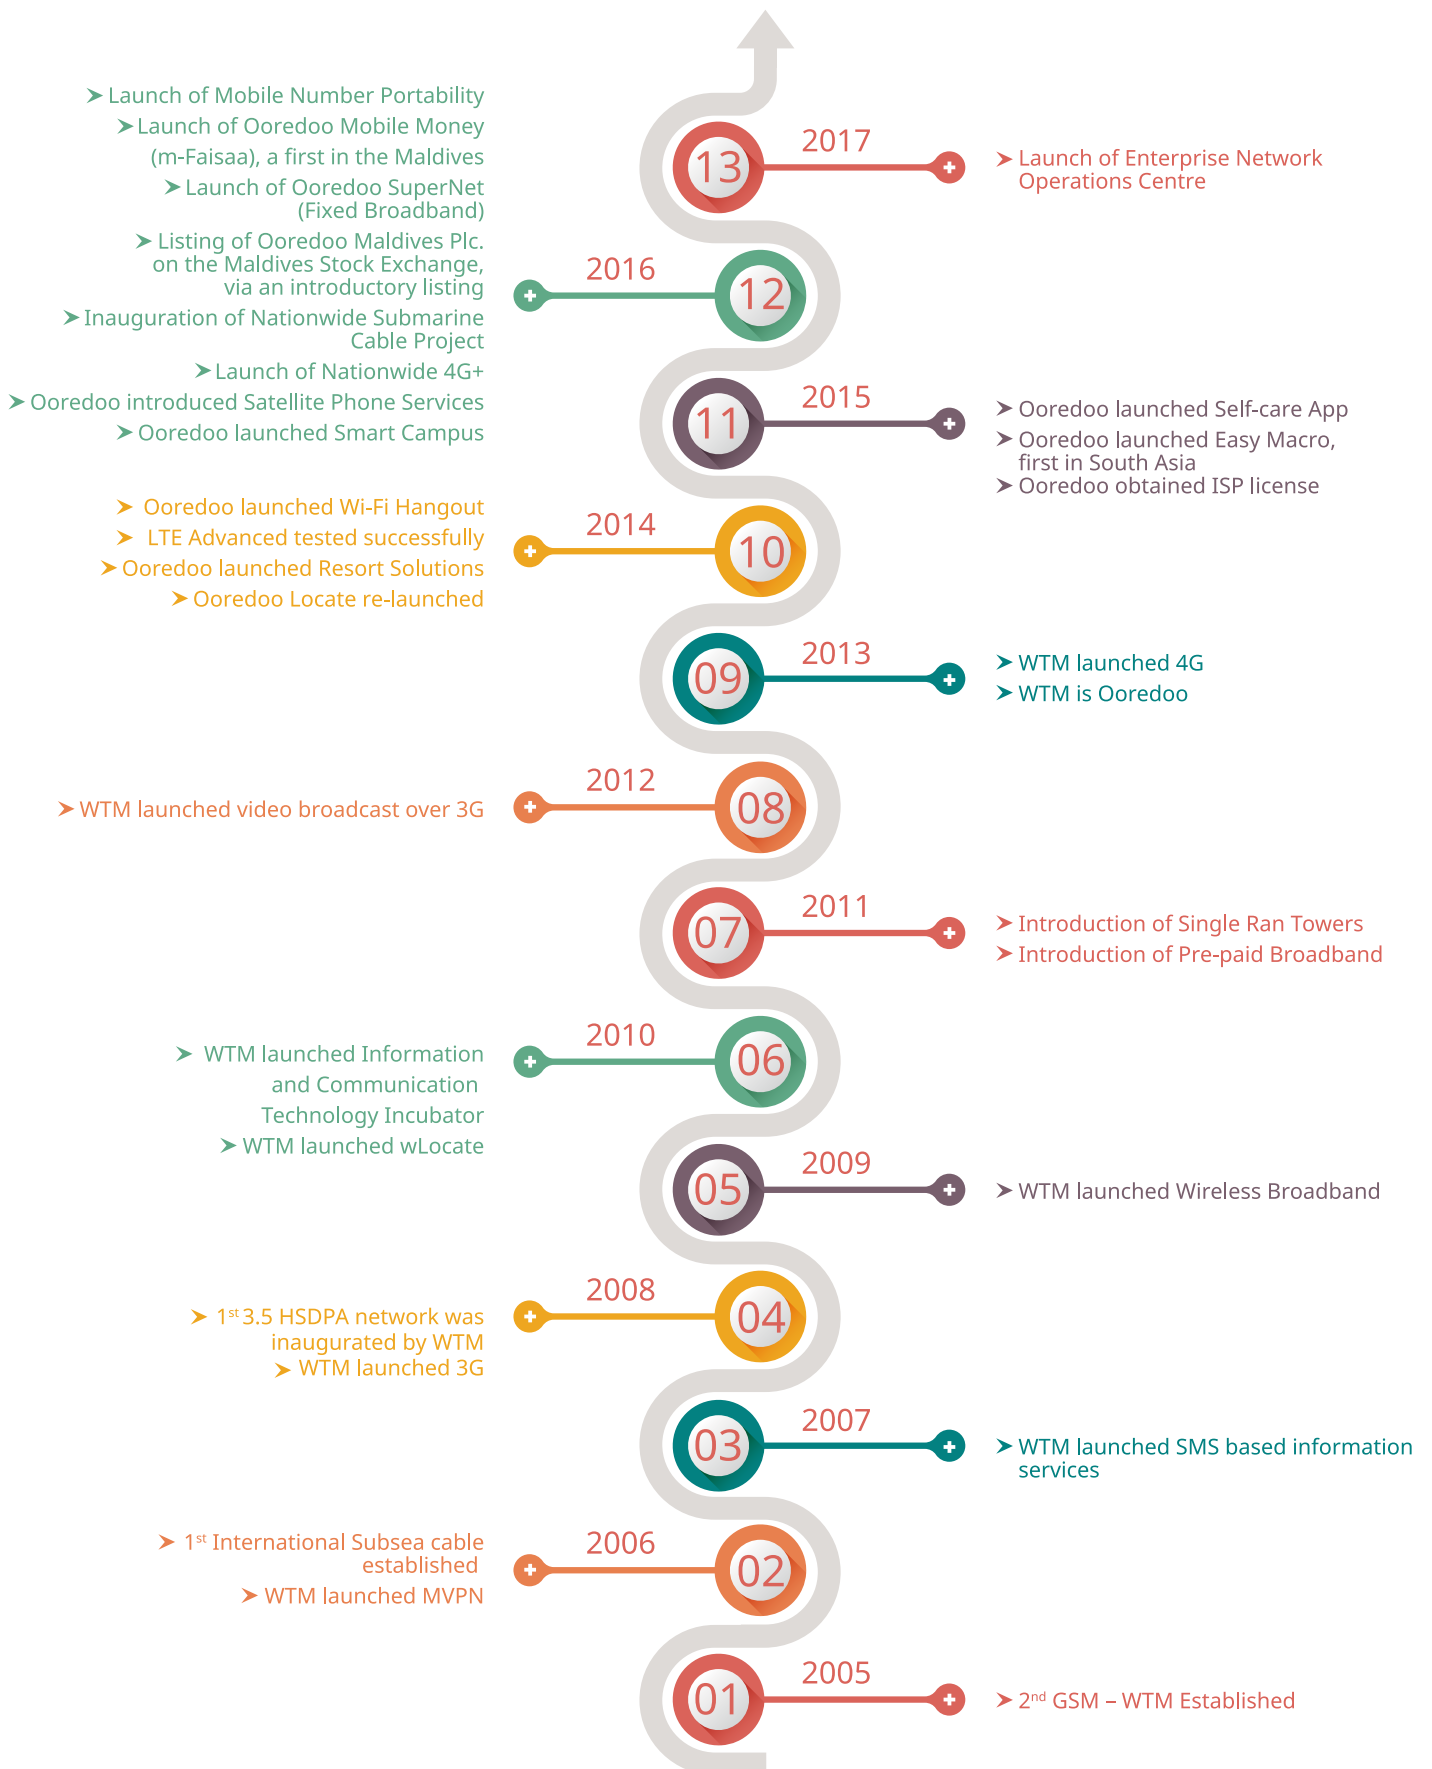 ➤ Launch of Mobile Number Portability
➤ Launch of Ooredoo Mobile Money
(m-Faisaa), a first in the Maldives
➤ Launch of Ooredoo SuperNet
(Fixed Broadband)
➤ Listing of Ooredoo Maldives Plc.
on the Maldives Stock Exchange,
via an introductory listing
➤ Inauguration of Nationwide Submarine
Cable Project
➤ Launch of Nationwide 4G+
➤ Ooredoo introduced Satellite Phone Services
➤ Ooredoo launched Smart Campus
2016
12
13
2017
➤ Launch of Enterprise Network
Operations Centre
11
2015
➤ Ooredoo launched Self-care App
➤ Ooredoo launched Easy Macro,
first in South Asia
➤ Ooredoo obtained ISP license
➤ Ooredoo launched Wi-Fi Hangout
➤ LTE Advanced tested successfully
➤ Ooredoo launched Resort Solutions
➤ Ooredoo Locate re-launched
2014
10
09
2013
➤ WTM launched 4G
➤ WTM is Ooredoo
➤ WTM launched video broadcast over 3G
2012
08
07
2011
➤ Introduction of Single Ran Towers
➤ Introduction of Pre-paid Broadband
➤ WTM launched Information
and Communication
Technology Incubator
➤ WTM launched wLocate
2010
06
05
2009
➤ WTM launched Wireless Broadband
➤ 1st 3.5 HSDPA network was
inaugurated by WTM
➤ WTM launched 3G
2008
04
03
2007
➤ WTM launched SMS based information
services
➤ 1st International Subsea cable
established
➤ WTM launched MVPN
2006
02
01
2005
➤ 2nd GSM – WTM Established